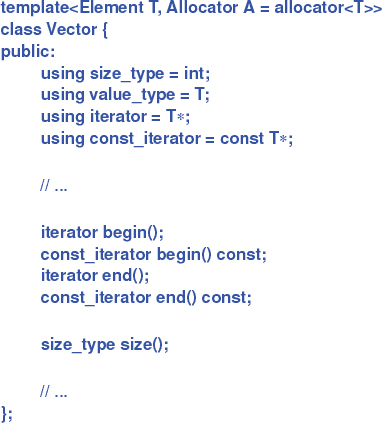 template<Element T, Allocator A = allocator<T>>
class Vector {
public:
using size_type = int;
using value_type = T;
using iterator = T∗;
using const_iterator = const T∗;
// ...
iterator begin();
const_iterator begin() const;
iterator end();
const_iterator end() const;
size_type size();
// ...
};